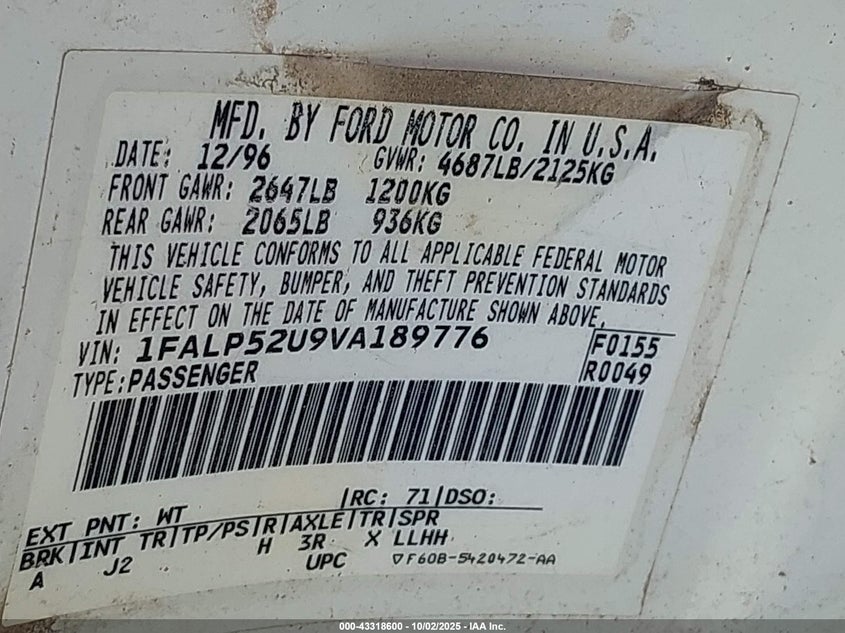 MFD. BY FORD MOTOR CO. IN U.S.A.
DATE: 12/96 GVWR: 4687LB/2125KG
FRONT GAWR: 2647LB 1200KG
REAR GAWR: 2065LB 936KG
THIS VEHICLE CONFORMS TO ALL APPLICABLE FEDERAL MOTOR
VEHICLE SAFETY, BUMPER, AND THEFT PREVENTION STANDARDS
IN EFFECT ON THE DATE OF MANUFACTURE SHOWN ABOVE.
VIN: 1FALP52U9VA189776 F0155
TYPE: PASSENGER R0049
EXT PNT: WT |RC: 71|DSO:
BRK|INT TR|TP/PS|R|AXLE|TR|SPR
A J2 H 3R X LLHH
UPC ▽F60B-5420472-AA
000-43318600 - 10/02/2025 - IAA Inc.